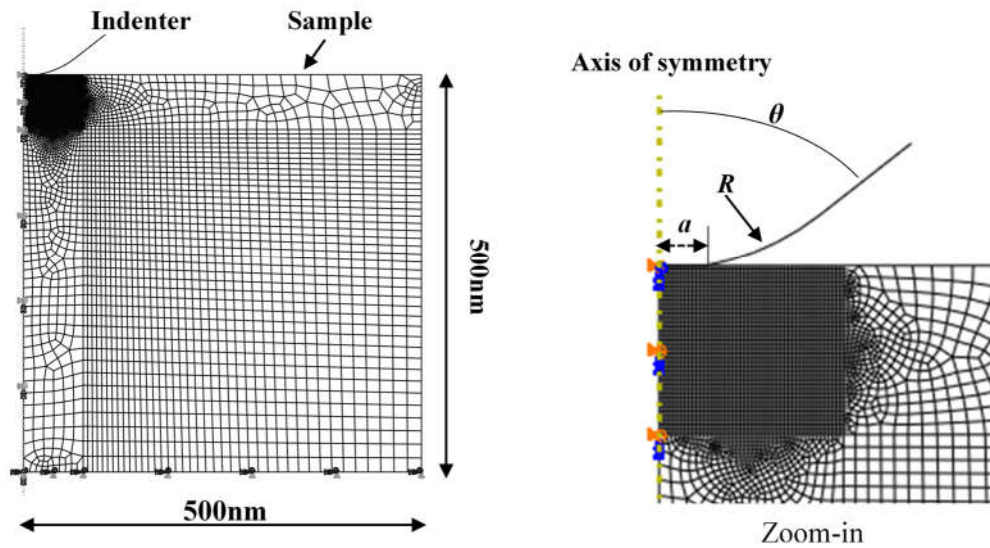 Indenter
Sample
Axis of symmetry
θ
R
a
500nm
500nm
Zoom-in